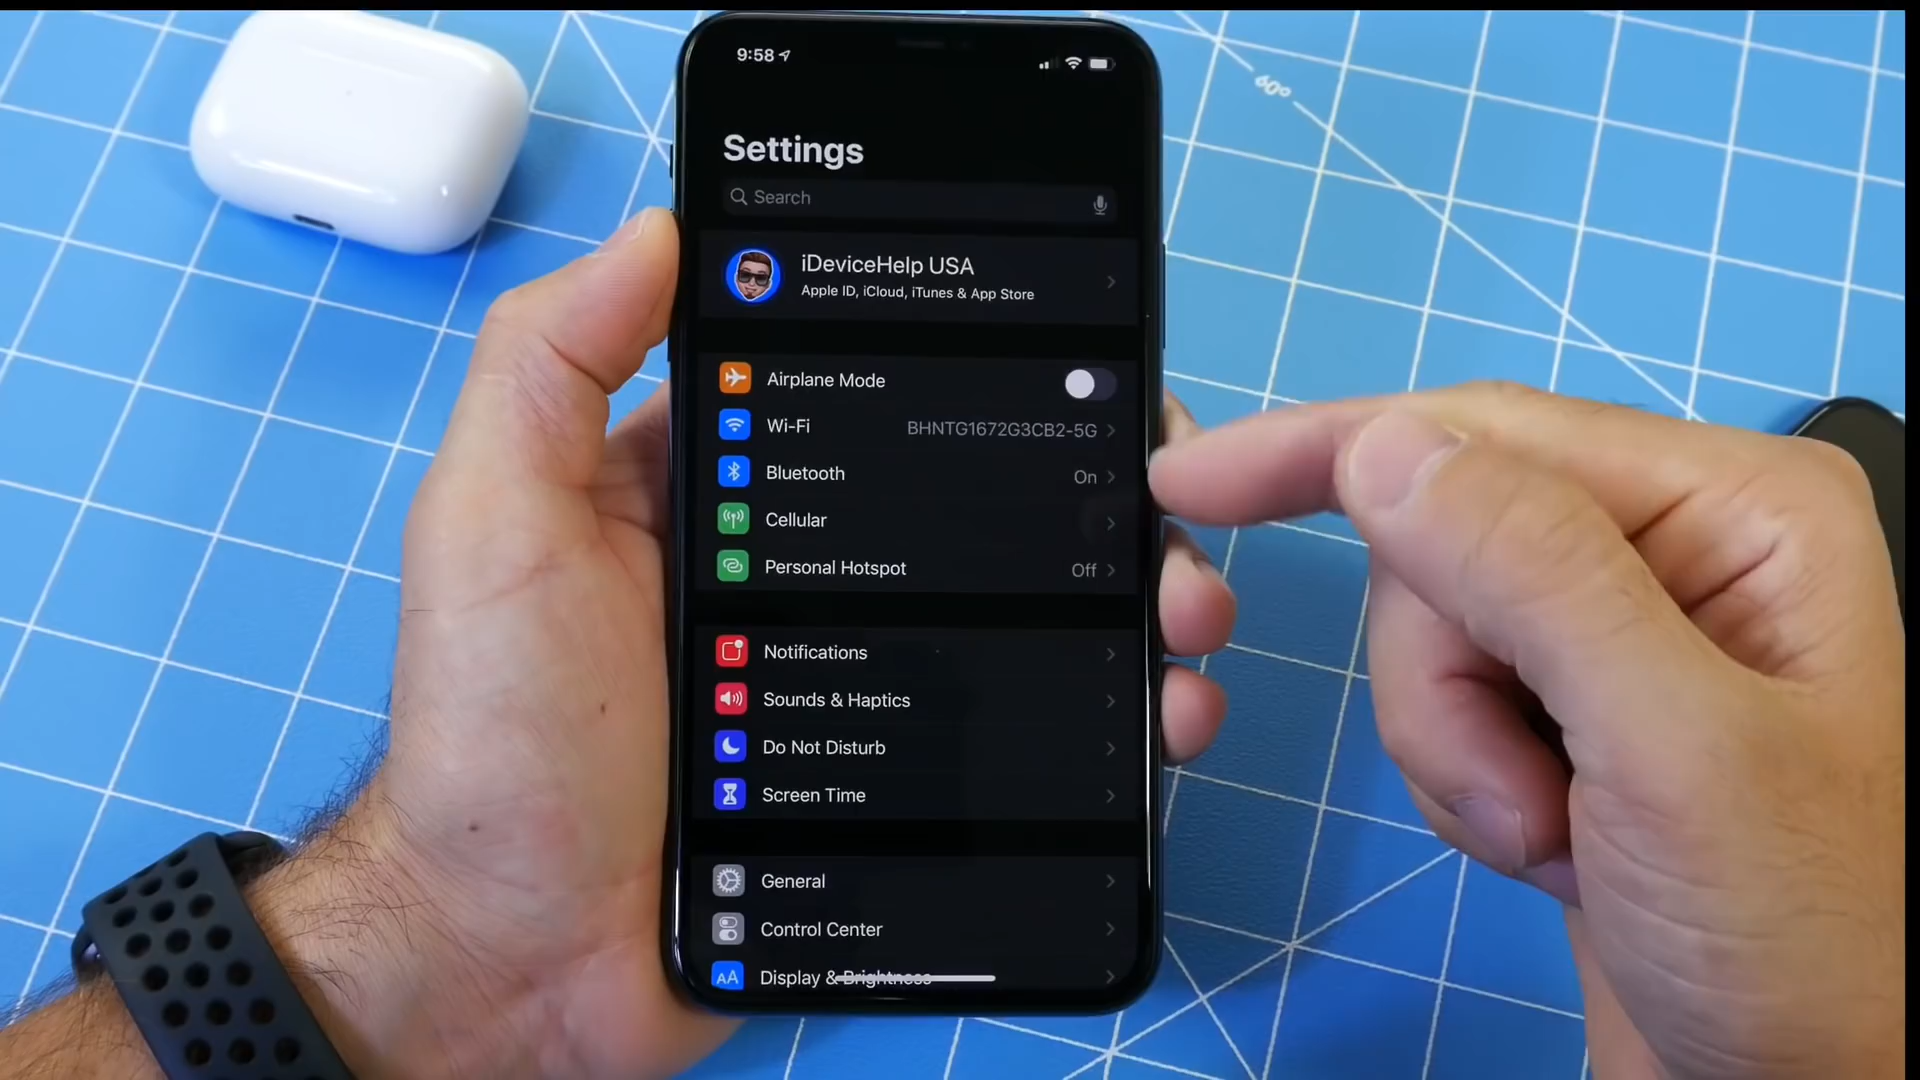 9:58
60°
Settings
Search
iDeviceHelp USA
Apple ID, iCloud, iTunes & App Store
Airplane Mode
Wi-Fi BHNTG1672G3CB2-5G
Bluetooth On
Cellular
Personal Hotspot Off
Notifications
Sounds & Haptics
Do Not Disturb
Screen Time
General
Control Center
AA Display & Brightness